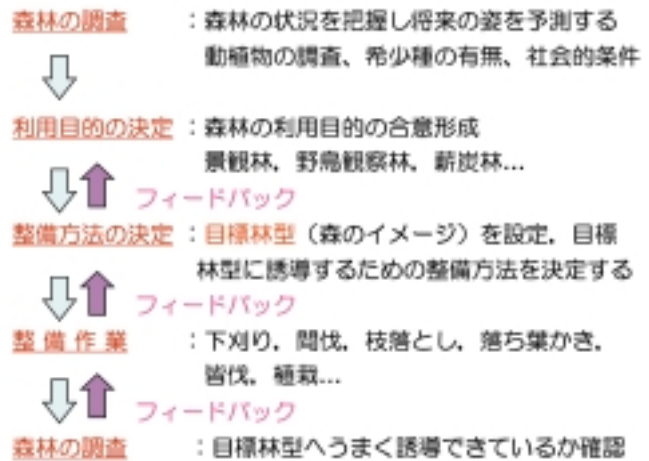 森林の調査 ：森林の状況を把握し将来の姿を予測する
動植物の調査、希少種の有無、社会的条件
利用目的の決定 ：森林の利用目的の合意形成
景観林，野鳥観察林，薪炭林…
フィードバック
整備方法の決定 ：目標林型（森のイメージ）を設定，目標
林型に誘導するための整備方法を決定する
フィードバック
整 備 作 業 ：下刈り，間伐，枝落とし，落ち葉かき，
皆伐，植栽…
フィードバック
森林の調査 ：目標林型へうまく誘導できているか確認